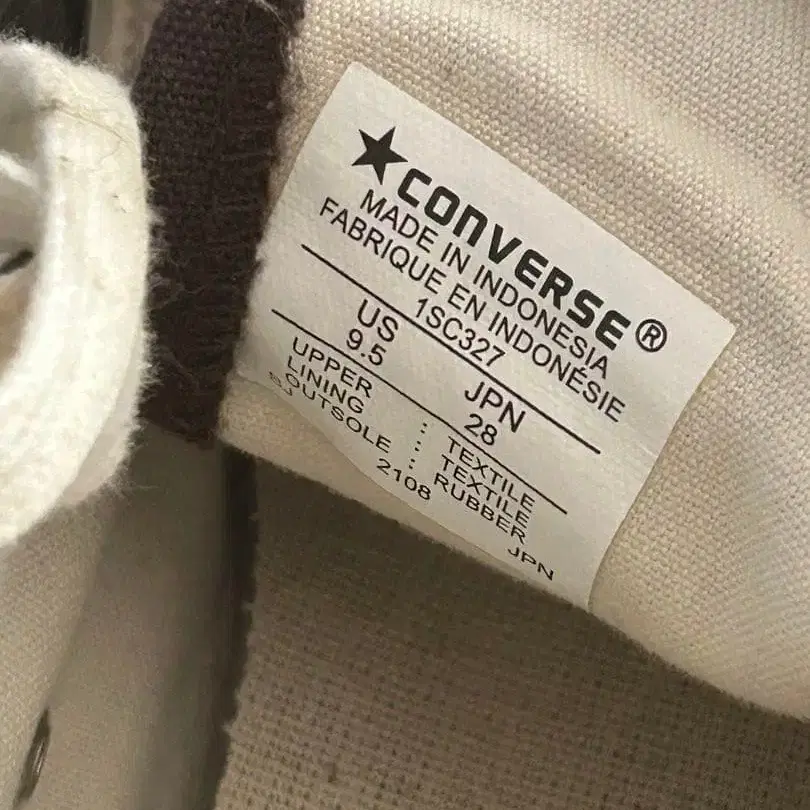 ★CONVERSE®
MADE IN INDONESIA
FABRIQUE EN INDONÉSIE
1SC327
US JPN
9.5 28
UPPER : TEXTILE
LINING : TEXTILE
OUTSOLE : RUBBER
2108 JPN